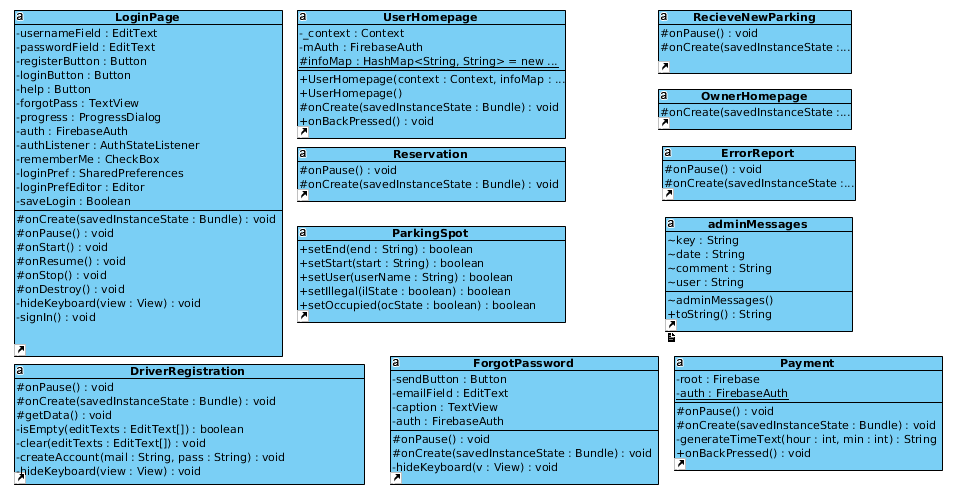 a
LoginPage
-usernameField : EditText
-passwordField : EditText
-registerButton : Button
-loginButton : Button
-help : Button
-forgotPass : TextView
-progress : ProgressDialog
-auth : FirebaseAuth
-authListener : AuthStateListener
-rememberMe : CheckBox
-loginPref : SharedPreferences
-loginPrefEditor : Editor
-saveLogin : Boolean
#onCreate(savedInstanceState : Bundle) : void
#onPause() : void
#onStart() : void
#onResume() : void
#onStop() : void
#onDestroy() : void
-hideKeyboard(view : View) : void
-signIn() : void
a
UserHomepage
-_context : Context
-mAuth : FirebaseAuth
#infoMap : HashMap<String, String> = new ...
+UserHomepage(context : Context, infoMap : ...
+UserHomepage()
#onCreate(savedInstanceState : Bundle) : void
+onBackPressed() : void
a
Reservation
#onPause() : void
#onCreate(savedInstanceState : Bundle) : void
a
ParkingSpot
+setEnd(end : String) : boolean
+setStart(start : String) : boolean
+setUser(userName : String) : boolean
+setIllegal(ilState : boolean) : boolean
+setOccupied(ocState : boolean) : boolean
a
RecieveNewParking
#onPause() : void
#onCreate(savedInstanceState :...
a
OwnerHomepage
#onCreate(savedInstanceState :...
a
ErrorReport
#onPause() : void
#onCreate(savedInstanceState :...
a
adminMessages
~key : String
~date : String
~comment : String
~user : String
~adminMessages()
+toString() : String
a
DriverRegistration
#onPause() : void
#onCreate(savedInstanceState : Bundle) : void
#getData() : void
-isEmpty(editTexts : EditText[]) : boolean
-clear(editTexts : EditText[]) : void
-createAccount(mail : String, pass : String) : void
-hideKeyboard(view : View) : void
a
ForgotPassword
-sendButton : Button
-emailField : EditText
-caption : TextView
-auth : FirebaseAuth
#onPause() : void
#onCreate(savedInstanceState : Bundle) : void
-hideKeyboard(v : View) : void
a
Payment
-root : Firebase
-auth : FirebaseAuth
#onPause() : void
#onCreate(savedInstanceState : Bundle) : void
-generateTimeText(hour : int, min : int) : String
+onBackPressed() : void